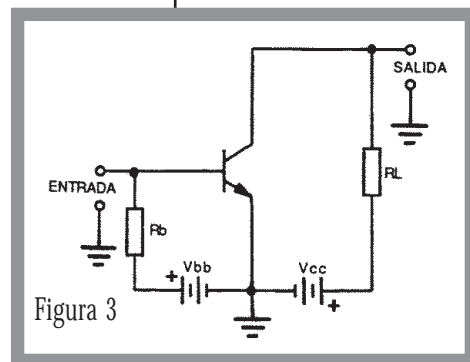 SALIDA
RL
ENTRADA
Rb
+ Vbb
Vcc +
Figura 3